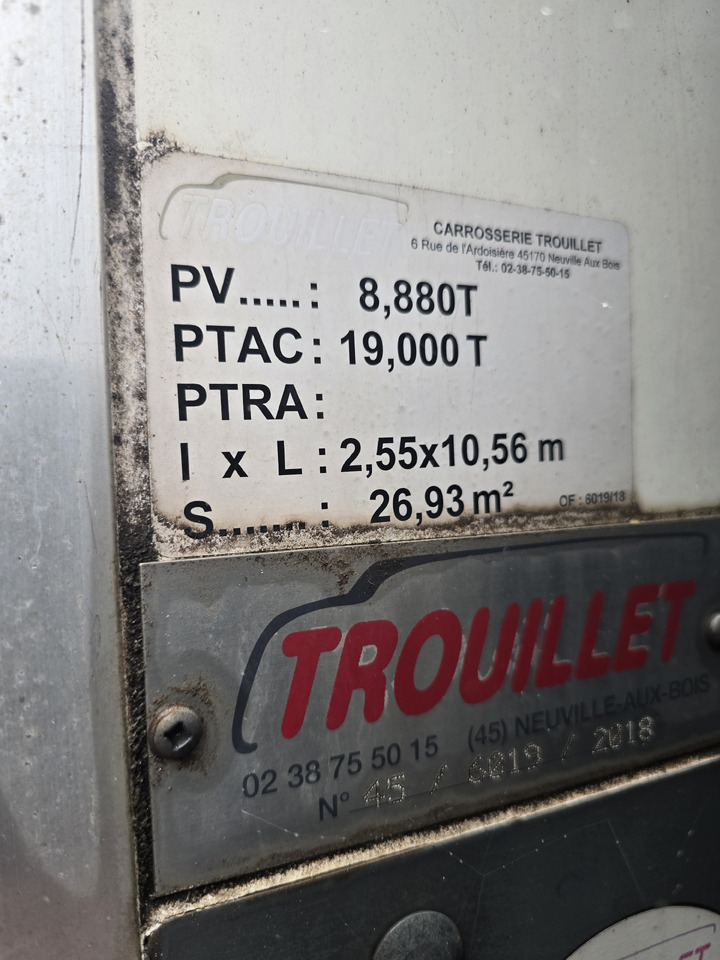 TROUILLET
CARROSSERIE TROUILLET
6 Rue de l'Ardoisière 45170 Neuville Aux Bois
Tél.: 02-38-75-50-15
PV.....: 8,880T
PTAC: 19,000 T
PTRA:
l x L: 2,55x10,56 m
S.......: 26,93 m²
OF: 6019/18
TROUILLET
02 38 75 50 15 (45) NEUVILLE-AUX-BOIS
N° 45 / 6019 / 2018